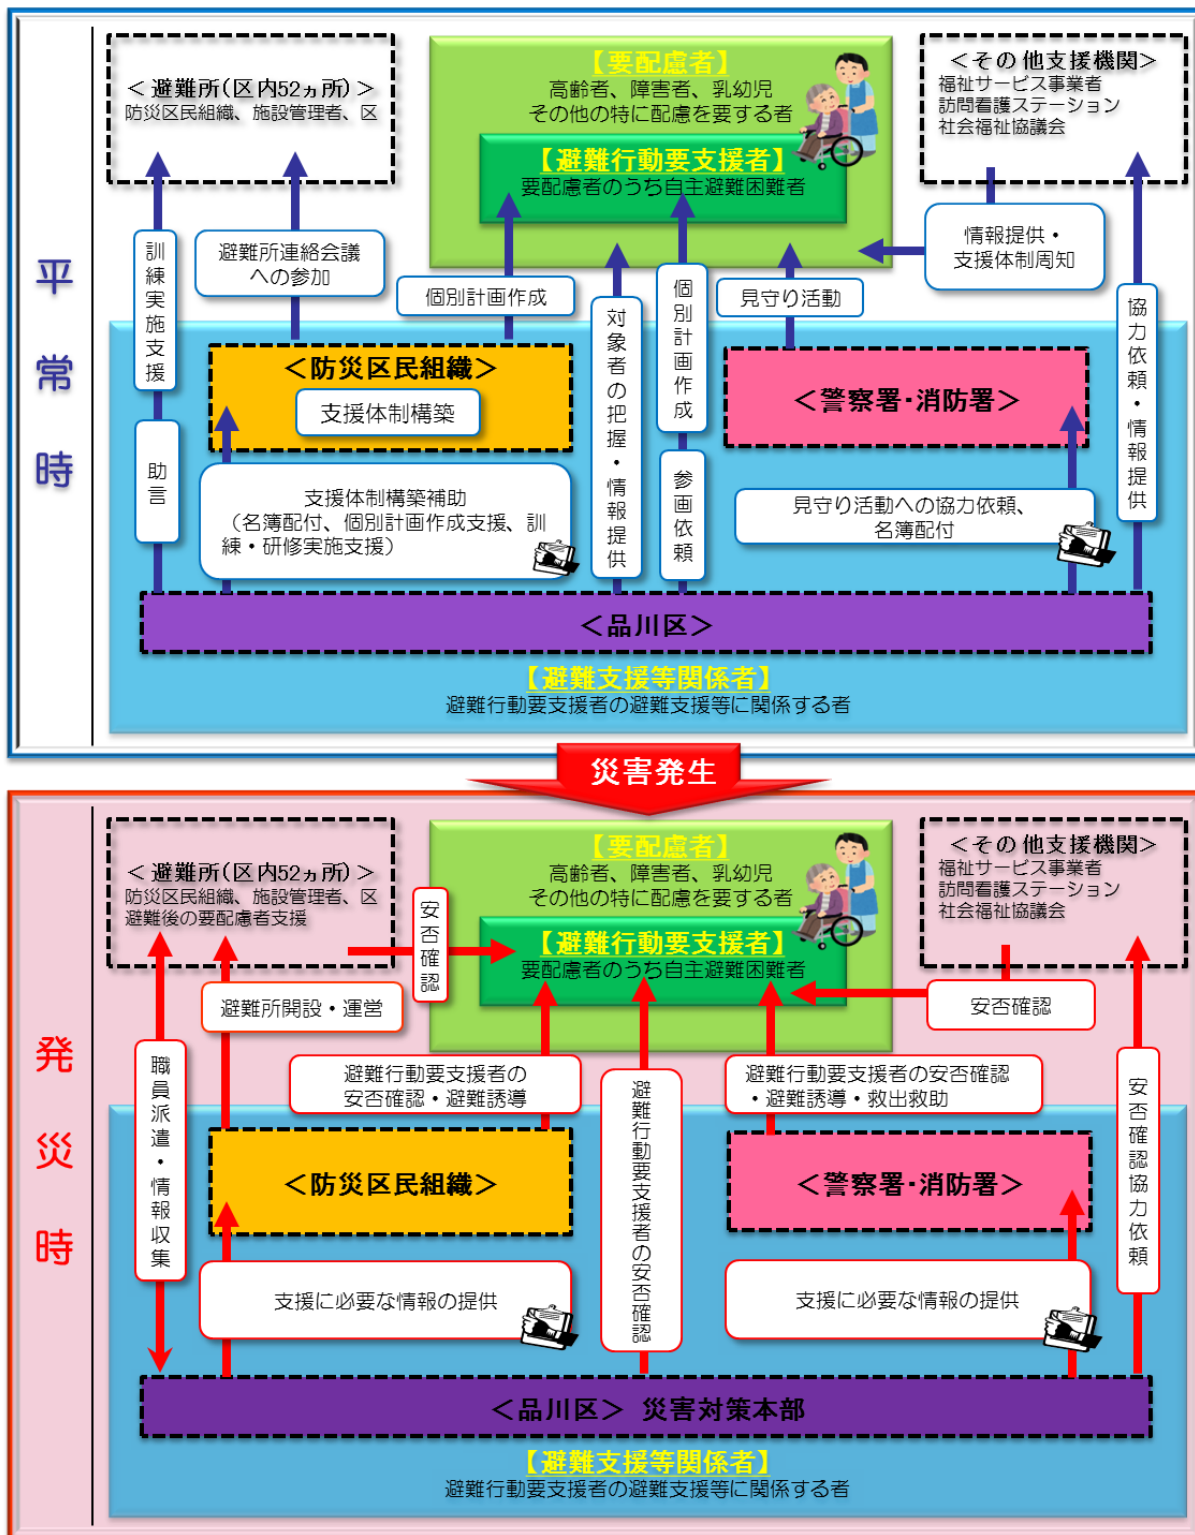 平常時
＜避難所(区内52ヵ所)＞
防災区民組織、施設管理者、区
【要配慮者】
高齢者、障害者、乳幼児
その他の特に配慮を要する者
【避難行動要支援者】
要配慮者のうち自主避難困難者
＜その他支援機関＞
福祉サービス事業者
訪問看護ステーション
社会福祉協議会
訓練実施支援
避難所連絡会議
への参加
個別計画作成
対象者の把握・情報提供
個別計画作成
見守り活動
情報提供・
支援体制周知
協力依頼・情報提供
＜防災区民組織＞
支援体制構築
＜警察署・消防署＞
助言
支援体制構築補助
（名簿配付、個別計画作成支援、訓
練・研修実施支援）
参画依頼
見守り活動への協力依頼、
名簿配付
＜品川区＞
【避難支援等関係者】
避難行動要支援者の避難支援等に関係する者
災害発生
発災時
＜避難所(区内52ヵ所)＞
防災区民組織、施設管理者、区
避難後の要配慮者支援
【要配慮者】
高齢者、障害者、乳幼児
その他の特に配慮を要する者
【避難行動要支援者】
要配慮者のうち自主避難困難者
＜その他支援機関＞
福祉サービス事業者
訪問看護ステーション
社会福祉協議会
安否確認
避難所開設・運営
安否確認
職員派遣・情報収集
避難行動要支援者の
安否確認・避難誘導
避難行動要支援者の安否確認
避難行動要支援者の安否確認
・避難誘導・救出救助
安否確認協力依頼
＜防災区民組織＞
＜警察署・消防署＞
支援に必要な情報の提供
支援に必要な情報の提供
＜品川区＞ 災害対策本部
【避難支援等関係者】
避難行動要支援者の避難支援等に関係する者